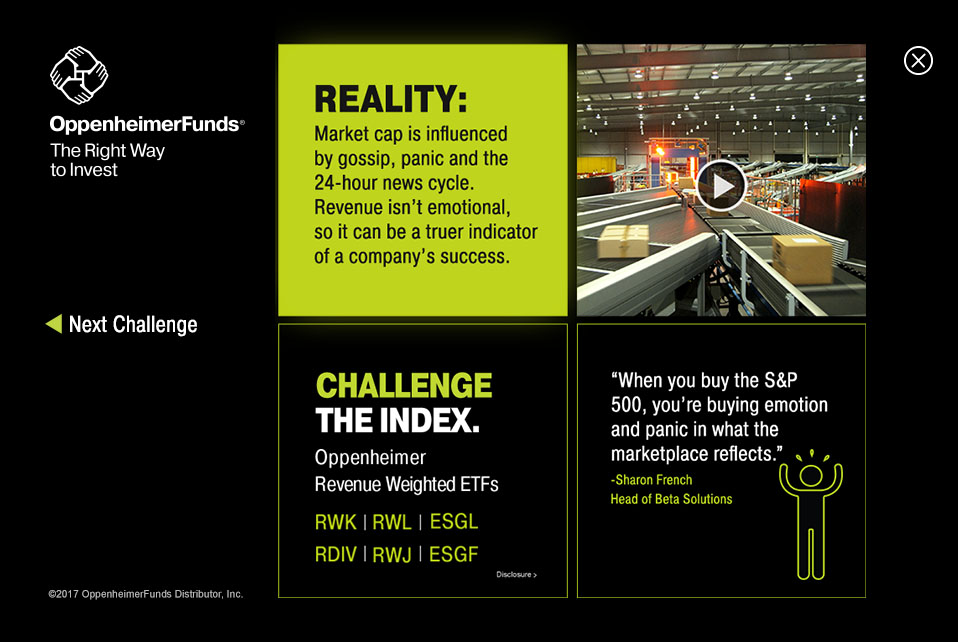 OppenheimerFunds®
The Right Way
to Invest
Next Challenge
©2017 OppenheimerFunds Distributor, Inc.
REALITY:
Market cap is influenced
by gossip, panic and the
24-hour news cycle.
Revenue isn’t emotional,
so it can be a truer indicator
of a company’s success.
CHALLENGE
THE INDEX.
Oppenheimer
Revenue Weighted ETFs
RWK | RWL | ESGL
RDIV | RWJ | ESGF
Disclosure >
“When you buy the S&P
500, you’re buying emotion
and panic in what the
marketplace reflects.”
-Sharon French
Head of Beta Solutions